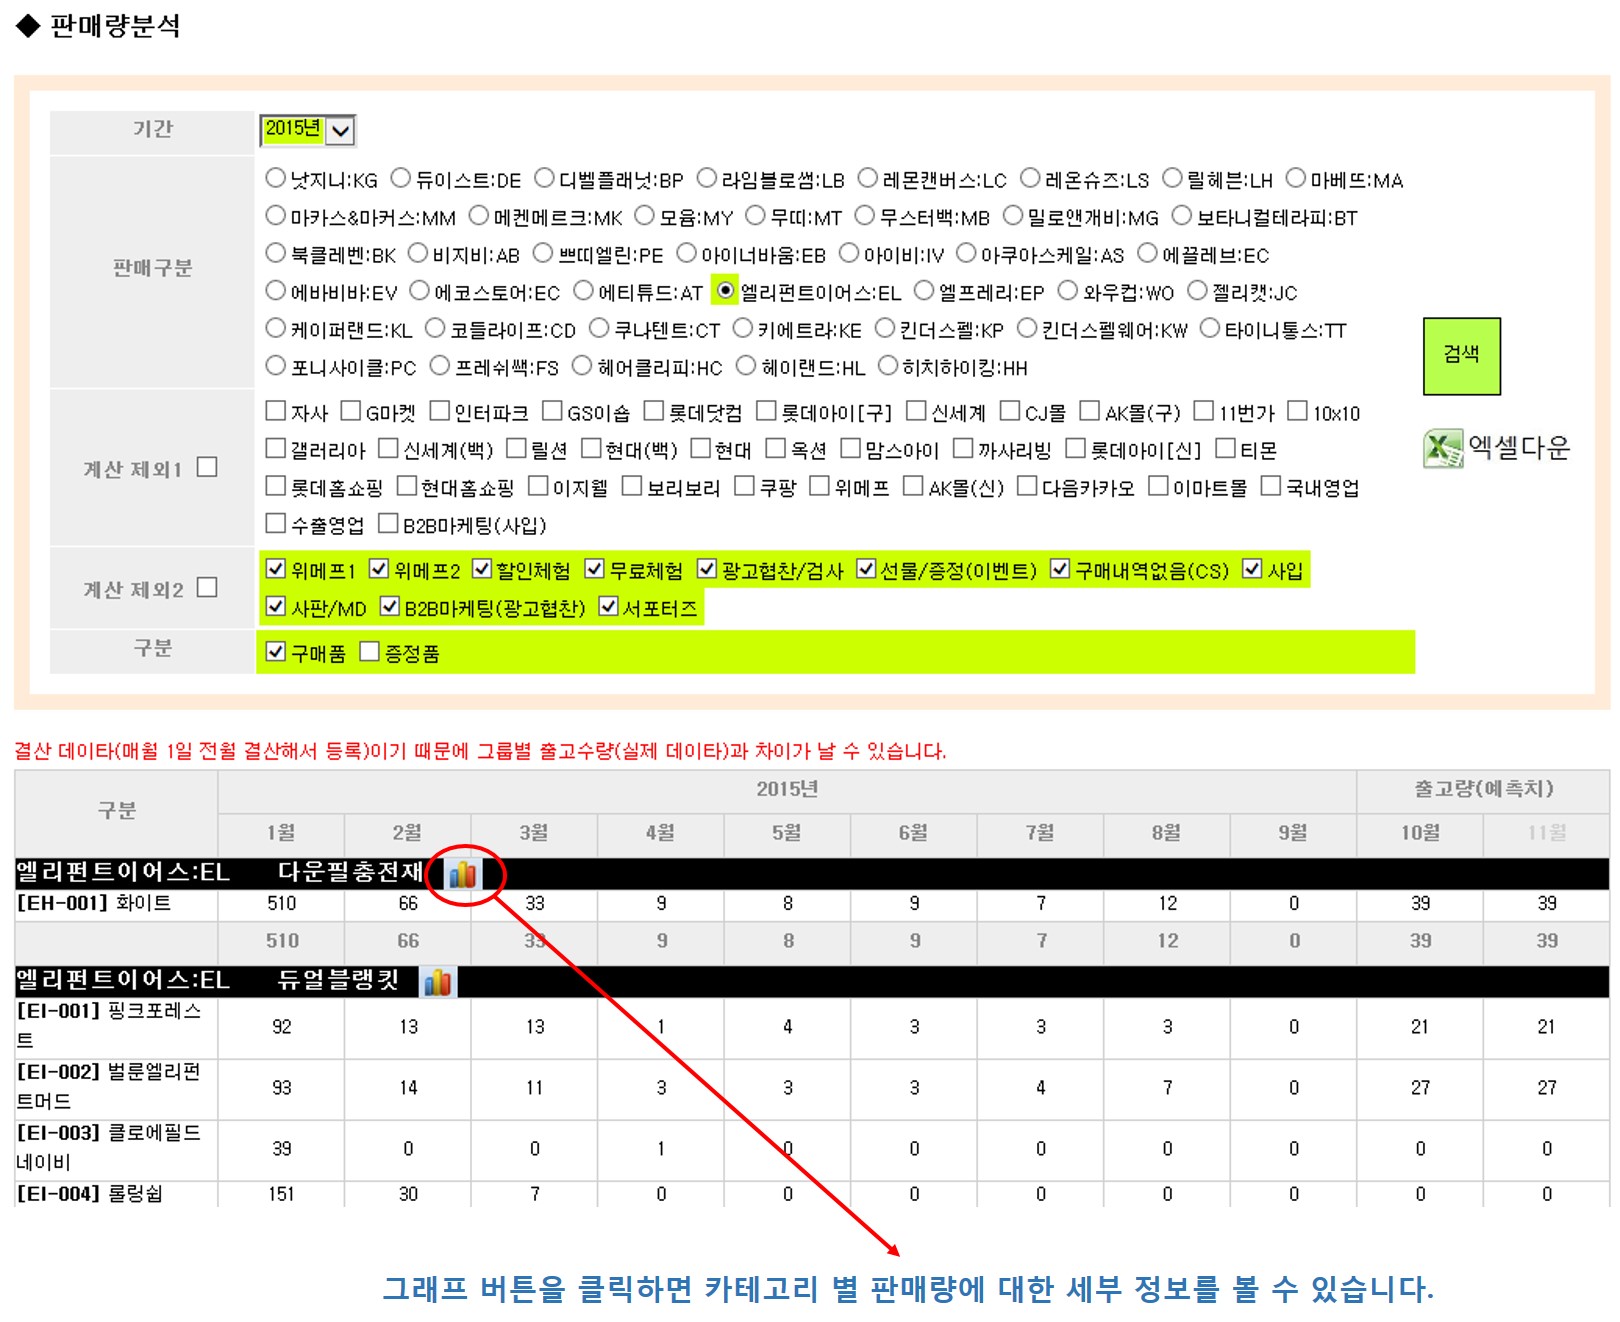 ◆ 판매량분석
기간 2015년
판매구분
낫지니:KG 듀이스트:DE 디벨플래닛:BP 라임블로썸:LB 레몬캔버스:LC 레온슈즈:LS 릴헤븐:LH 마베뜨:MA
마카스&마커스:MM 메켄메르크:MK 모윰:MY 무띠:MT 무스터백:MB 밀로앤개비:MG 보타니컬테라피:BT
북클레벤:BK 비지비:AB 쁘띠엘린:PE 아이너바움:EB 아이비:IV 아쿠아스케일:AS 에끌레브:EC
에바비바:EV 에코스토어:EC 에티튜드:AT 엘리펀트이어스:EL 엘프레리:EP 와우컵:WO 젤리캣:JC
케이퍼랜드:KL 코들라이프:CD 쿠나텐트:CT 키에트라:KE 킨더스펠:KP 킨더스펠웨어:KW 타이니통스:TT
포니사이클:PC 프레쉬쌕:FS 헤어클리피:HC 헤이랜드:HL 히치하이킹:HH
검색
엑셀다운
계산 제외1
자사 G마켓 인터파크 GS이숍 롯데닷컴 롯데아이[구] 신세계 CJ몰 AK몰(구) 11번가 10x10
갤러리아 신세계(백) 릴션 현대(백) 현대 옥션 맘스아이 까사리빙 롯데아이[신] 티몬
롯데홈쇼핑 현대홈쇼핑 이지웰 보리보리 쿠팡 위메프 AK몰(신) 다음카카오 이마트몰 국내영업
수출영업 B2B마케팅(사입)
계산 제외2
위메프1 위메프2 할인체험 무료체험 광고협찬/검사 선물/증정(이벤트) 구매내역없음(CS) 사입
사판/MD B2B마케팅(광고협찬) 서포터즈
구분 구매품 증정품
결산 데이타(매월 1일 전월 결산해서 등록)이기 때문에 그룹별 출고수량(실제 데이타)과 차이가 날 수 있습니다.
구분 2015년 출고량(예측치)
1월 2월 3월 4월 5월 6월 7월 8월 9월 10월 11월
엘리펀트이어스:EL 다운필충전재
[EH-001] 화이트 510 66 33 9 8 9 7 12 0 39 39
510 66 33 9 8 9 7 12 0 39 39
엘리펀트이어스:EL 듀얼블랭킷
[EI-001] 핑크포레스
트 92 13 13 1 4 3 3 3 0 21 21
[EI-002] 벌룬엘리펀
트머드 93 14 11 3 3 3 4 7 0 27 27
[EI-003] 클로에필드
네이비 39 0 0 1 0 0 0 0 0 0 0
[EI-004] 롤링쉽 151 30 7 0 0 0 0 0 0 0 0
그래프 버튼을 클릭하면 카테고리 별 판매량에 대한 세부 정보를 볼 수 있습니다.